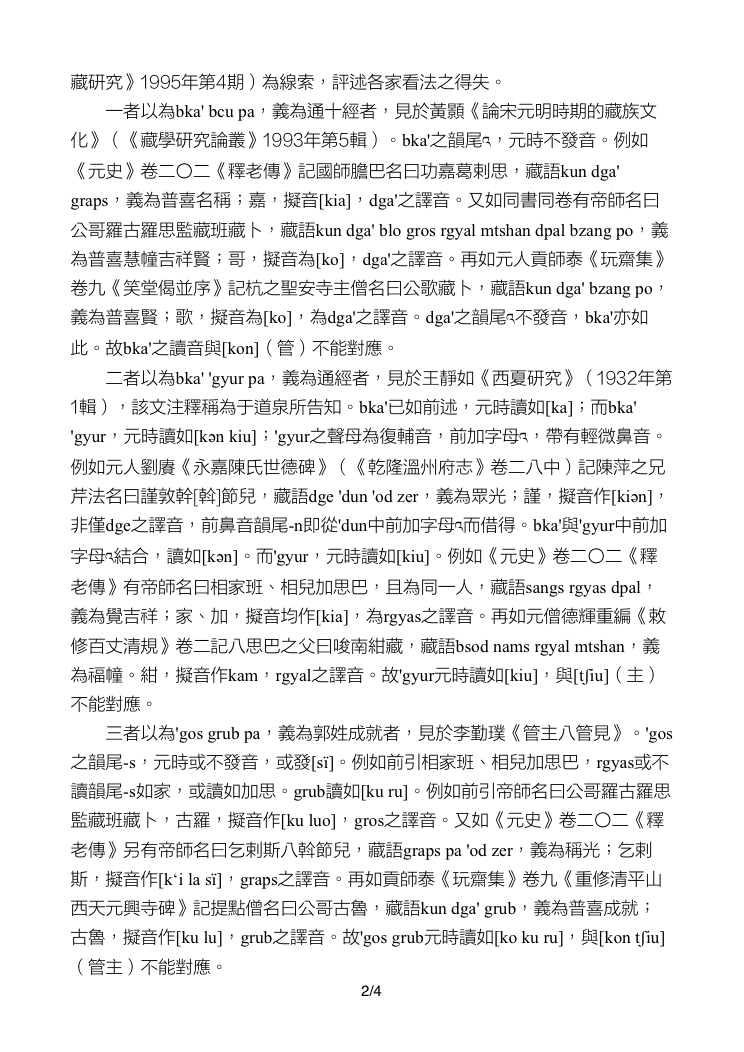 藏研究》1995年第4期）為線索，評述各家看法之得失。
一者以為bka' bcu pa，義為通十經者，見於黃顥《論宋元明時期的藏族文
化》（《藏學研究論叢》1993年第5輯）。bka'之韻尾འ，元時不發音。例如
《元史》卷二〇二《釋老傳》記國師膽巴名曰功嘉葛剌思，藏語kun dga'
graps，義為普喜名稱；嘉，擬音[kia]，dga'之譯音。又如同書同卷有帝師名曰
公哥羅古羅思監藏班藏卜，藏語kun dga' blo gros rgyal mtshan dpal bzang po，義
為普喜慧幢吉祥賢；哥，擬音為[ko]，dga'之譯音。再如元人貢師泰《玩齋集》
卷九《笑堂偈並序》記杭之聖安寺主僧名曰公歌藏卜，藏語kun dga' bzang po，
義為普喜賢；歌，擬音為[ko]，為dga'之譯音。dga'之韻尾འ不發音，bka'亦如
此。故bka'之讀音與[kon]（管）不能對應。
二者以為bka' 'gyur pa，義為通經者，見於王靜如《西夏研究》（1932年第
1輯），該文注釋稱為于道泉所告知。bka'已如前述，元時讀如[ka]；而bka'
'gyur，元時讀如[kən kiu]；'gyur之聲母為復輔音，前加字母འ，帶有輕微鼻音。
例如元人劉賡《永嘉陳氏世德碑》（《乾隆溫州府志》卷二八中）記陳萍之兄
芹法名曰謹敦幹[斡]節兒，藏語dge 'dun 'od zer，義為眾光；謹，擬音作[kiən]，
非僅dge之譯音，前鼻音韻尾-n即從'dun中前加字母འ而借得。bka'與'gyur中前加
字母འ結合，讀如[kən]。而'gyur，元時讀如[kiu]。例如《元史》卷二〇二《釋
老傳》有帝師名曰相家班、相兒加思巴，且為同一人，藏語sangs rgyas dpal，
義為覺吉祥；家、加，擬音均作[kia]，為rgyas之譯音。再如元僧德輝重編《敕
修百丈清規》卷二記八思巴之父曰唆南紺藏，藏語bsod nams rgyal mtshan，義
為福幢。紺，擬音作kam，rgyal之譯音。故'gyur元時讀如[kiu]，與[tʃiu]（主）
不能對應。
三者以為'gos grub pa，義為郭姓成就者，見於李勤璞《管主八管見》。'gos
之韻尾-s，元時或不發音，或發[sï]。例如前引相家班、相兒加思巴，rgyas或不
讀韻尾-s如家，或讀如加思。grub讀如[ku ru]。例如前引帝師名曰公哥羅古羅思
監藏班藏卜，古羅，擬音作[ku luo]，gros之譯音。又如《元史》卷二〇二《釋
老傳》另有帝師名曰乞剌斯八斡節兒，藏語graps pa 'od zer，義為稱光；乞剌
斯，擬音作[k‘i la sï]，graps之譯音。再如貢師泰《玩齋集》卷九《重修清平山
西天元興寺碑》記提點僧名曰公哥古魯，藏語kun dga' grub，義為普喜成就；
古魯，擬音作[ku lu]，grub之譯音。故'gos grub元時讀如[ko ku ru]，與[kon tʃiu]
（管主）不能對應。
2/4